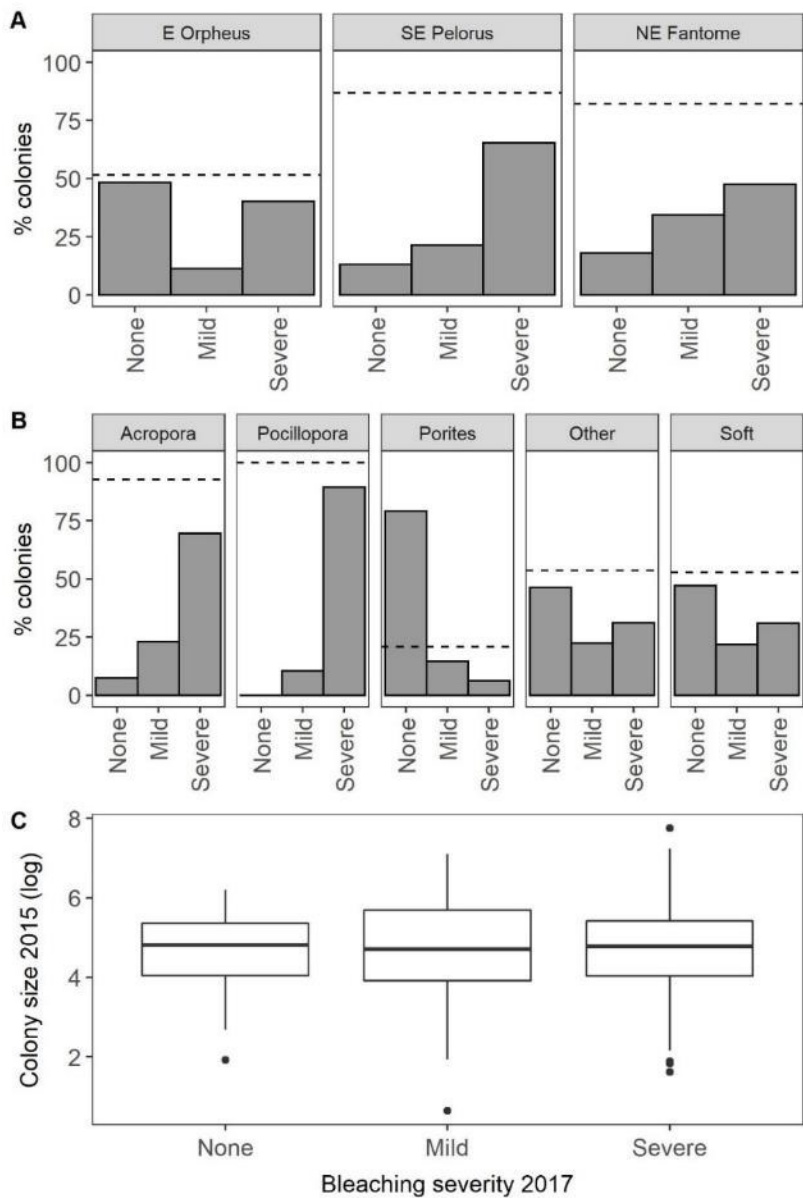 A
E Orpheus SE Pelorus NE Fantome
100
75
50
25
0
% colonies
None Mild Severe None Mild Severe None Mild Severe
B
Acropora Pocillopora Porites Other Soft
100
75
50
25
0
% colonies
None Mild Severe None Mild Severe None Mild Severe None Mild Severe None Mild Severe
C
8
6
4
2
Colony size 2015 (log)
None Mild Severe
Bleaching severity 2017